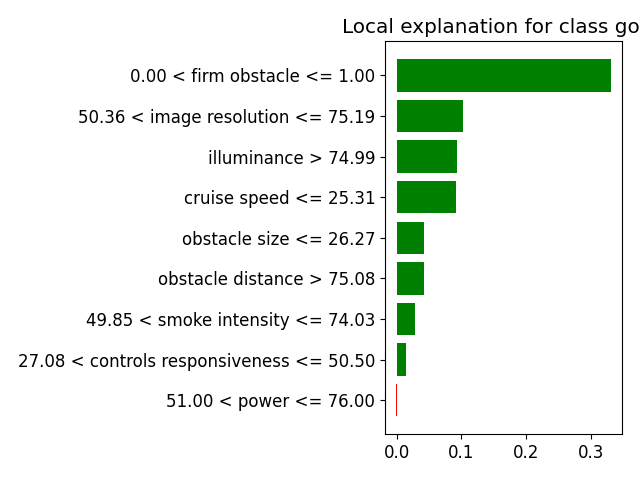 Local explanation for class go
0.00 < firm obstacle <= 1.00
50.36 < image resolution <= 75.19
illuminance > 74.99
cruise speed <= 25.31
obstacle size <= 26.27
obstacle distance > 75.08
49.85 < smoke intensity <= 74.03
27.08 < controls responsiveness <= 50.50
51.00 < power <= 76.00
0.0 0.1 0.2 0.3